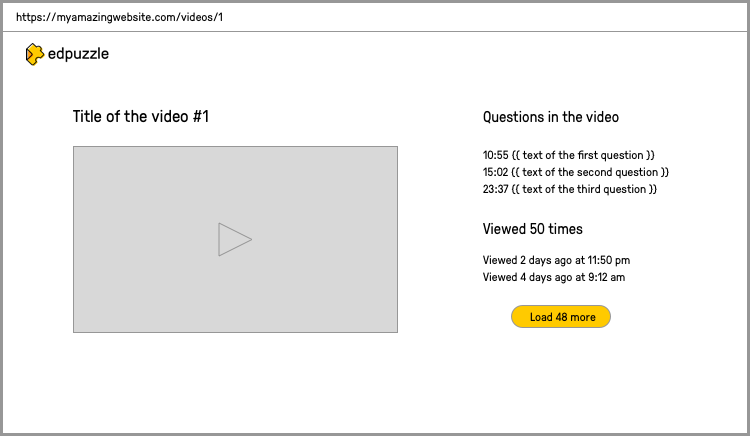 https://myamazingwebsite.com/videos/1
edpuzzle
Title of the video #1
Questions in the video
10:55 {{ text of the first question }}
15:02 {{ text of the second question }}
23:37 {{ text of the third question }}
Viewed 50 times
Viewed 2 days ago at 11:50 pm
Viewed 4 days ago at 9:12 am
Load 48 more